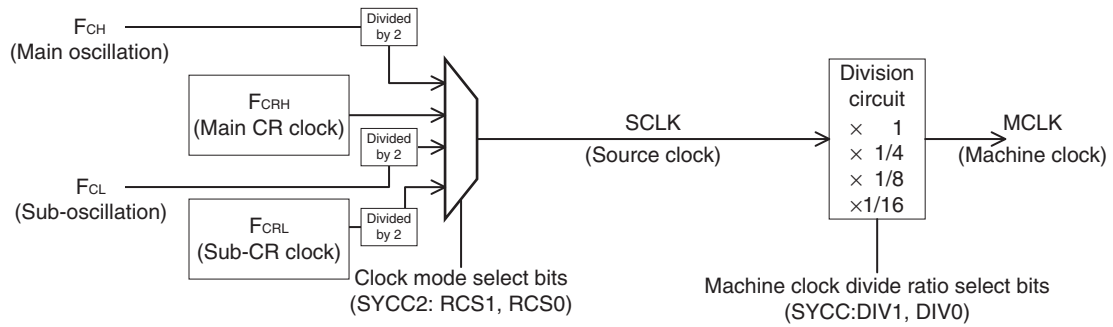 FCH
(Main oscillation)
Divided
by 2
FCRH
(Main CR clock)
Divided
by 2
FCL
(Sub-oscillation)
FCRL
(Sub-CR clock)
Divided
by 2
Clock mode select bits
(SYCC2: RCS1, RCS0)
SCLK
(Source clock)
Division
circuit
× 1
× 1/4
× 1/8
×1/16
MCLK
(Machine clock)
Machine clock divide ratio select bits
(SYCC:DIV1, DIV0)